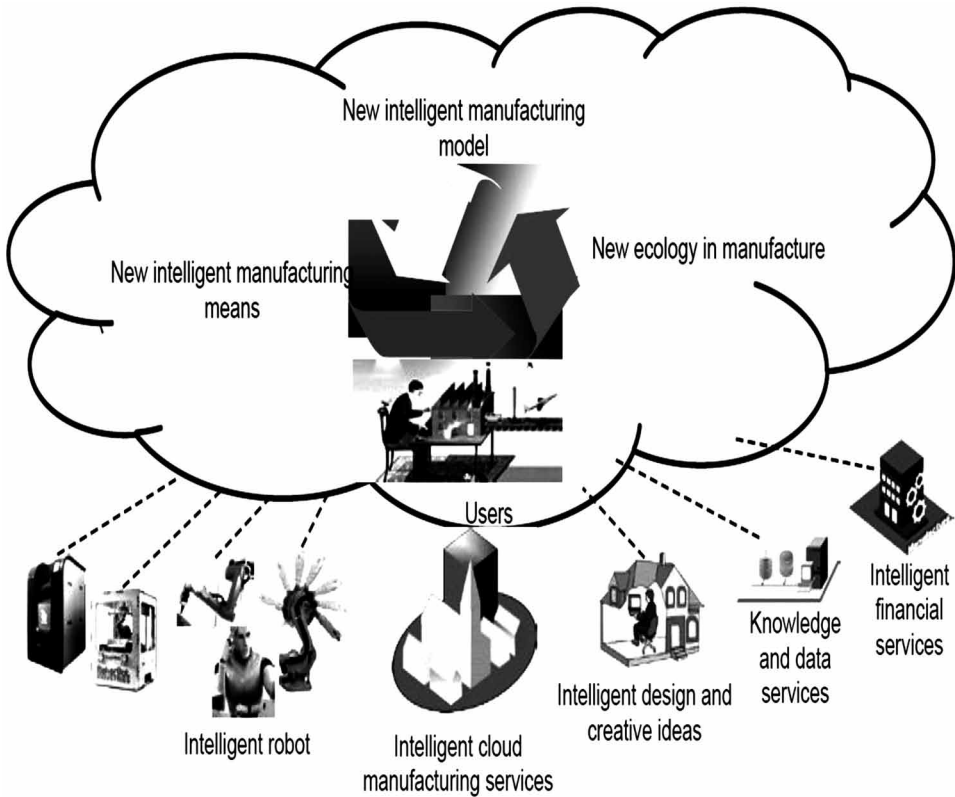 New intelligent manufacturing
model
New intelligent manufacturing
means
New ecology in manufacture
Users
Intelligent robot
Intelligent cloud
manufacturing services
Intelligent design and
creative ideas
Knowledge
and data
services
Intelligent
financial
services